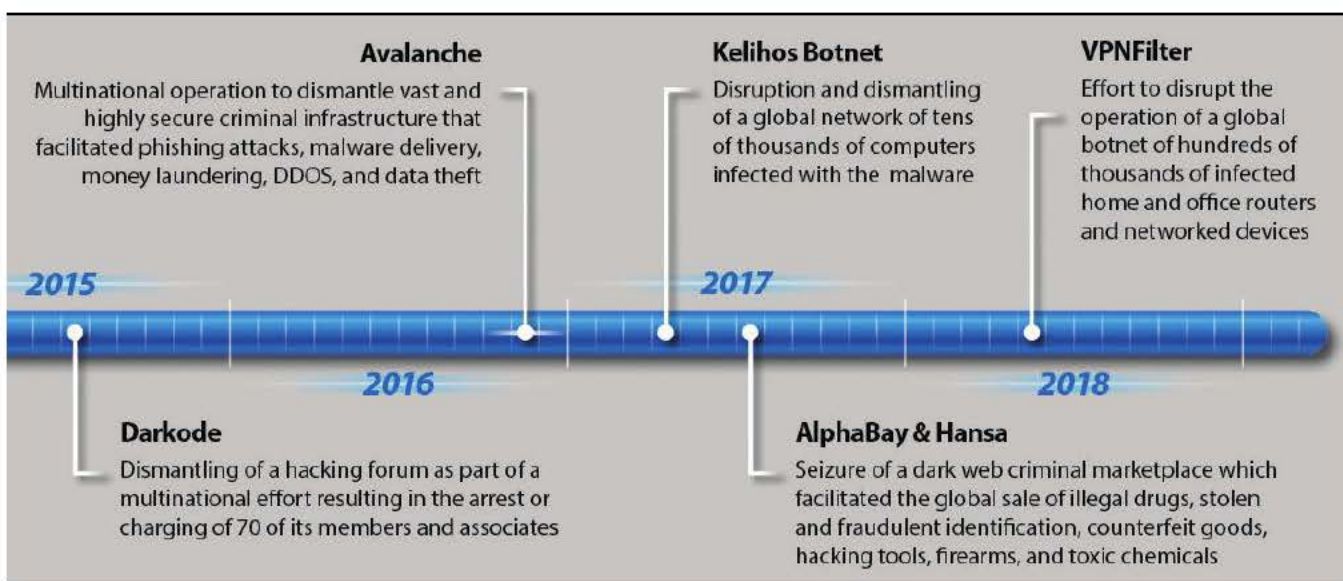 Avalanche
Multinational operation to dismantle vast and
highly secure criminal infrastructure that
facilitated phishing attacks, malware delivery,
money laundering, DDOS, and data theft
Kelihos Botnet
Disruption and dismantling
of a global network of tens
of thousands of computers
infected with the malware
VPNFilter
Effort to disrupt the
operation of a global
botnet of hundreds of
thousands of infected
home and office routers
and networked devices
2015
2017
2016
2018
Darkode
Dismantling of a hacking forum as part of a
multinational effort resulting in the arrest or
charging of 70 of its members and associates
AlphaBay & Hansa
Seizure of a dark web criminal marketplace which
facilitated the global sale of illegal drugs, stolen
and fraudulent identification, counterfeit goods,
hacking tools, firearms, and toxic chemicals